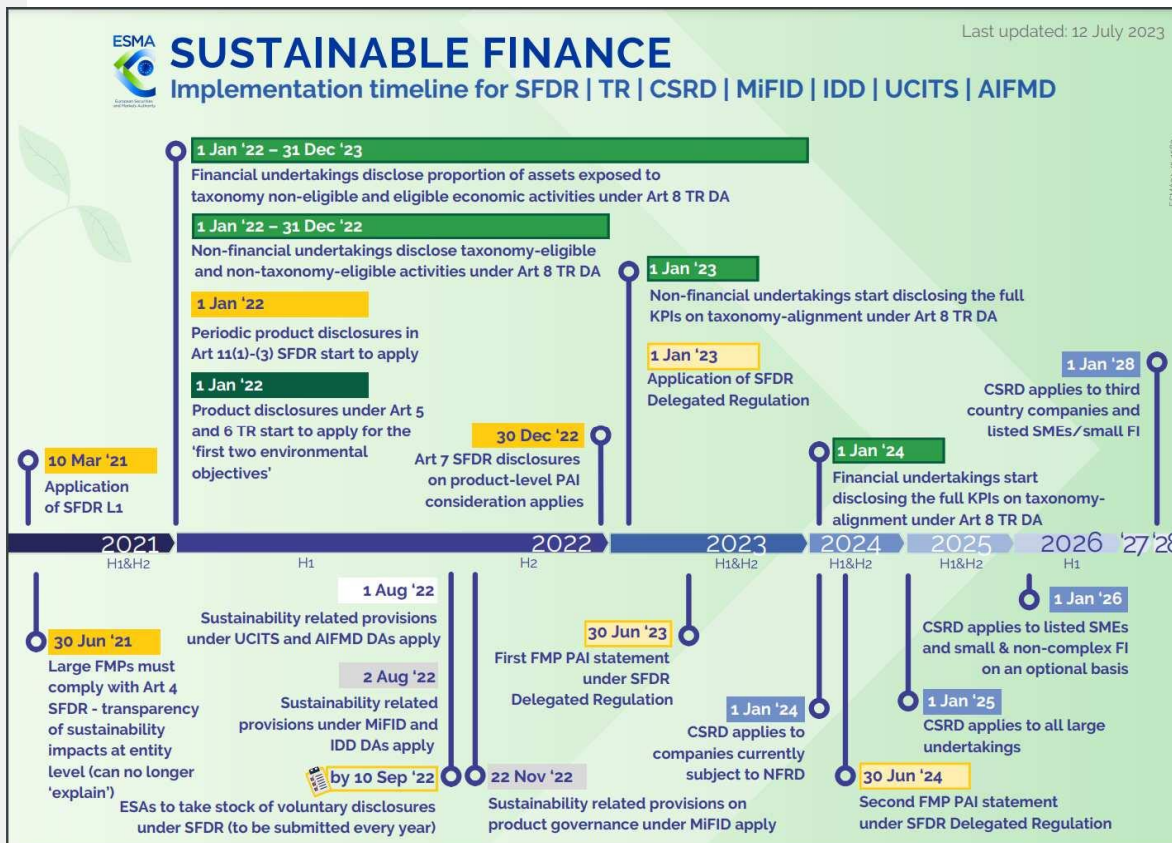 Last updated: 12 July 2023
ESMA
European Securities
and Markets Authority
SUSTAINABLE FINANCE
Implementation timeline for SFDR | TR | CSRD | MiFID | IDD | UCITS | AIFMD
1 Jan ‘22 – 31 Dec ‘23
Financial undertakings disclose proportion of assets exposed to
taxonomy non-eligible and eligible economic activities under Art 8 TR DA
1 Jan ‘22 – 31 Dec ‘22
Non-financial undertakings disclose taxonomy-eligible
and non-taxonomy-eligible activities under Art 8 TR DA
1 Jan ‘22
Periodic product disclosures in
Art 11(1)-(3) SFDR start to apply
1 Jan ‘22
Product disclosures under Art 5
and 6 TR start to apply for the
‘first two environmental
objectives’
10 Mar ‘21
Application
of SFDR L1
30 Dec ‘22
Art 7 SFDR disclosures
on product-level PAI
consideration applies
1 Jan ‘23
Non-financial undertakings start disclosing the full
KPIs on taxonomy-alignment under Art 8 TR DA
1 Jan ‘23
Application of SFDR
Delegated Regulation
1 Jan ‘28
CSRD applies to third
country companies and
listed SMEs/small FI
1 Jan ‘24
Financial undertakings start
disclosing the full KPIs on taxonomy-
alignment under Art 8 TR DA
2021 2022 2023 2024 2025 2026 ‘27 ‘28
H1&H2 H1 H2 H1&H2 H1&H2 H1&H2 H1
30 Jun ‘21
Large FMPs must
comply with Art 4
SFDR - transparency
of sustainability
impacts at entity
level (can no longer
‘explain’)
1 Aug ‘22
Sustainability related provisions
under UCITS and AIFMD DAs apply
2 Aug ‘22
Sustainability related
provisions under MiFID and
IDD DAs apply
by 10 Sep ‘22
ESAs to take stock of voluntary disclosures
under SFDR (to be submitted every year)
22 Nov ‘22
Sustainability related provisions on
product governance under MiFID apply
30 Jun ‘23
First FMP PAI statement
under SFDR
Delegated Regulation
1 Jan ‘24
CSRD applies to
companies currently
subject to NFRD
30 Jun ‘24
Second FMP PAI statement
under SFDR Delegated Regulation
1 Jan ‘25
CSRD applies to all large
undertakings
1 Jan ‘26
CSRD applies to listed SMEs
and small & non-complex FI
on an optional basis